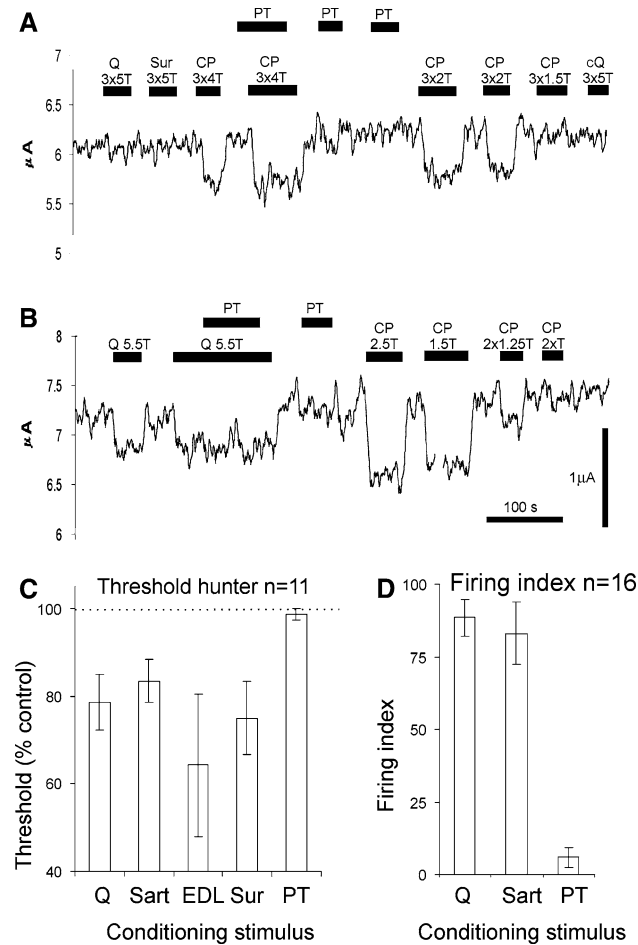 A
PT PT PT
7
Q Sur CP CP CP CP CP cQ
3x5T 3x5T 3x4T 3x4T 3x2T 3x2T 3x1.5T 3x5T
6.5
6
µA
5.5
5
B
PT PT
8
Q 5.5T Q 5.5T
CP CP CP CP
2.5T 1.5T 2x1.25T 2xT
7.5
7
µA
6.5
1µA
100 s
6
C
Threshold hunter n=11
100
80
60
40
Threshold (% control)
Q Sart EDL Sur PT
Conditioning stimulus
D
Firing index n=16
100
75
50
25
0
Firing index
Q Sart PT
Conditioning stimulus